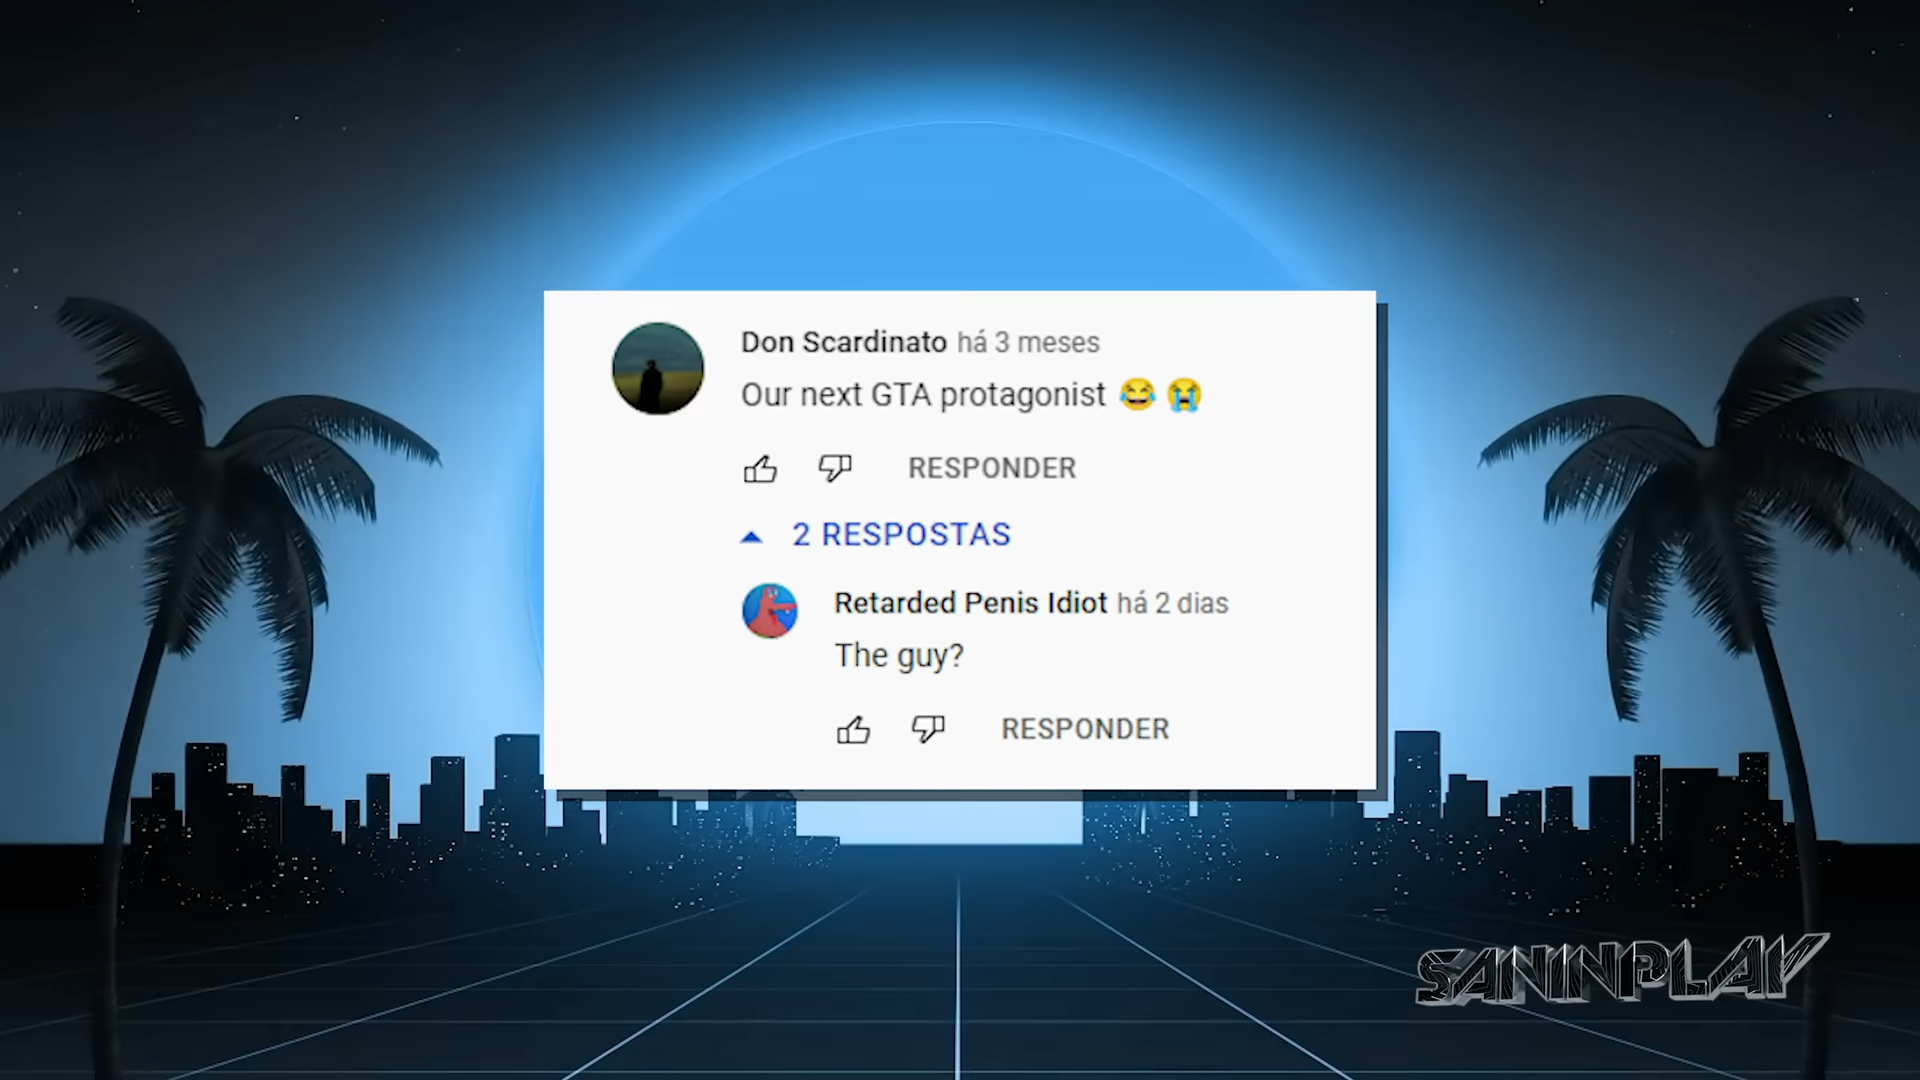 Don Scardinato há 3 meses
Our next GTA protagonist 😂 😭
RESPONDER
2 RESPOSTAS
Retarded Penis Idiot há 2 dias
The guy?
RESPONDER
SANINPLAY